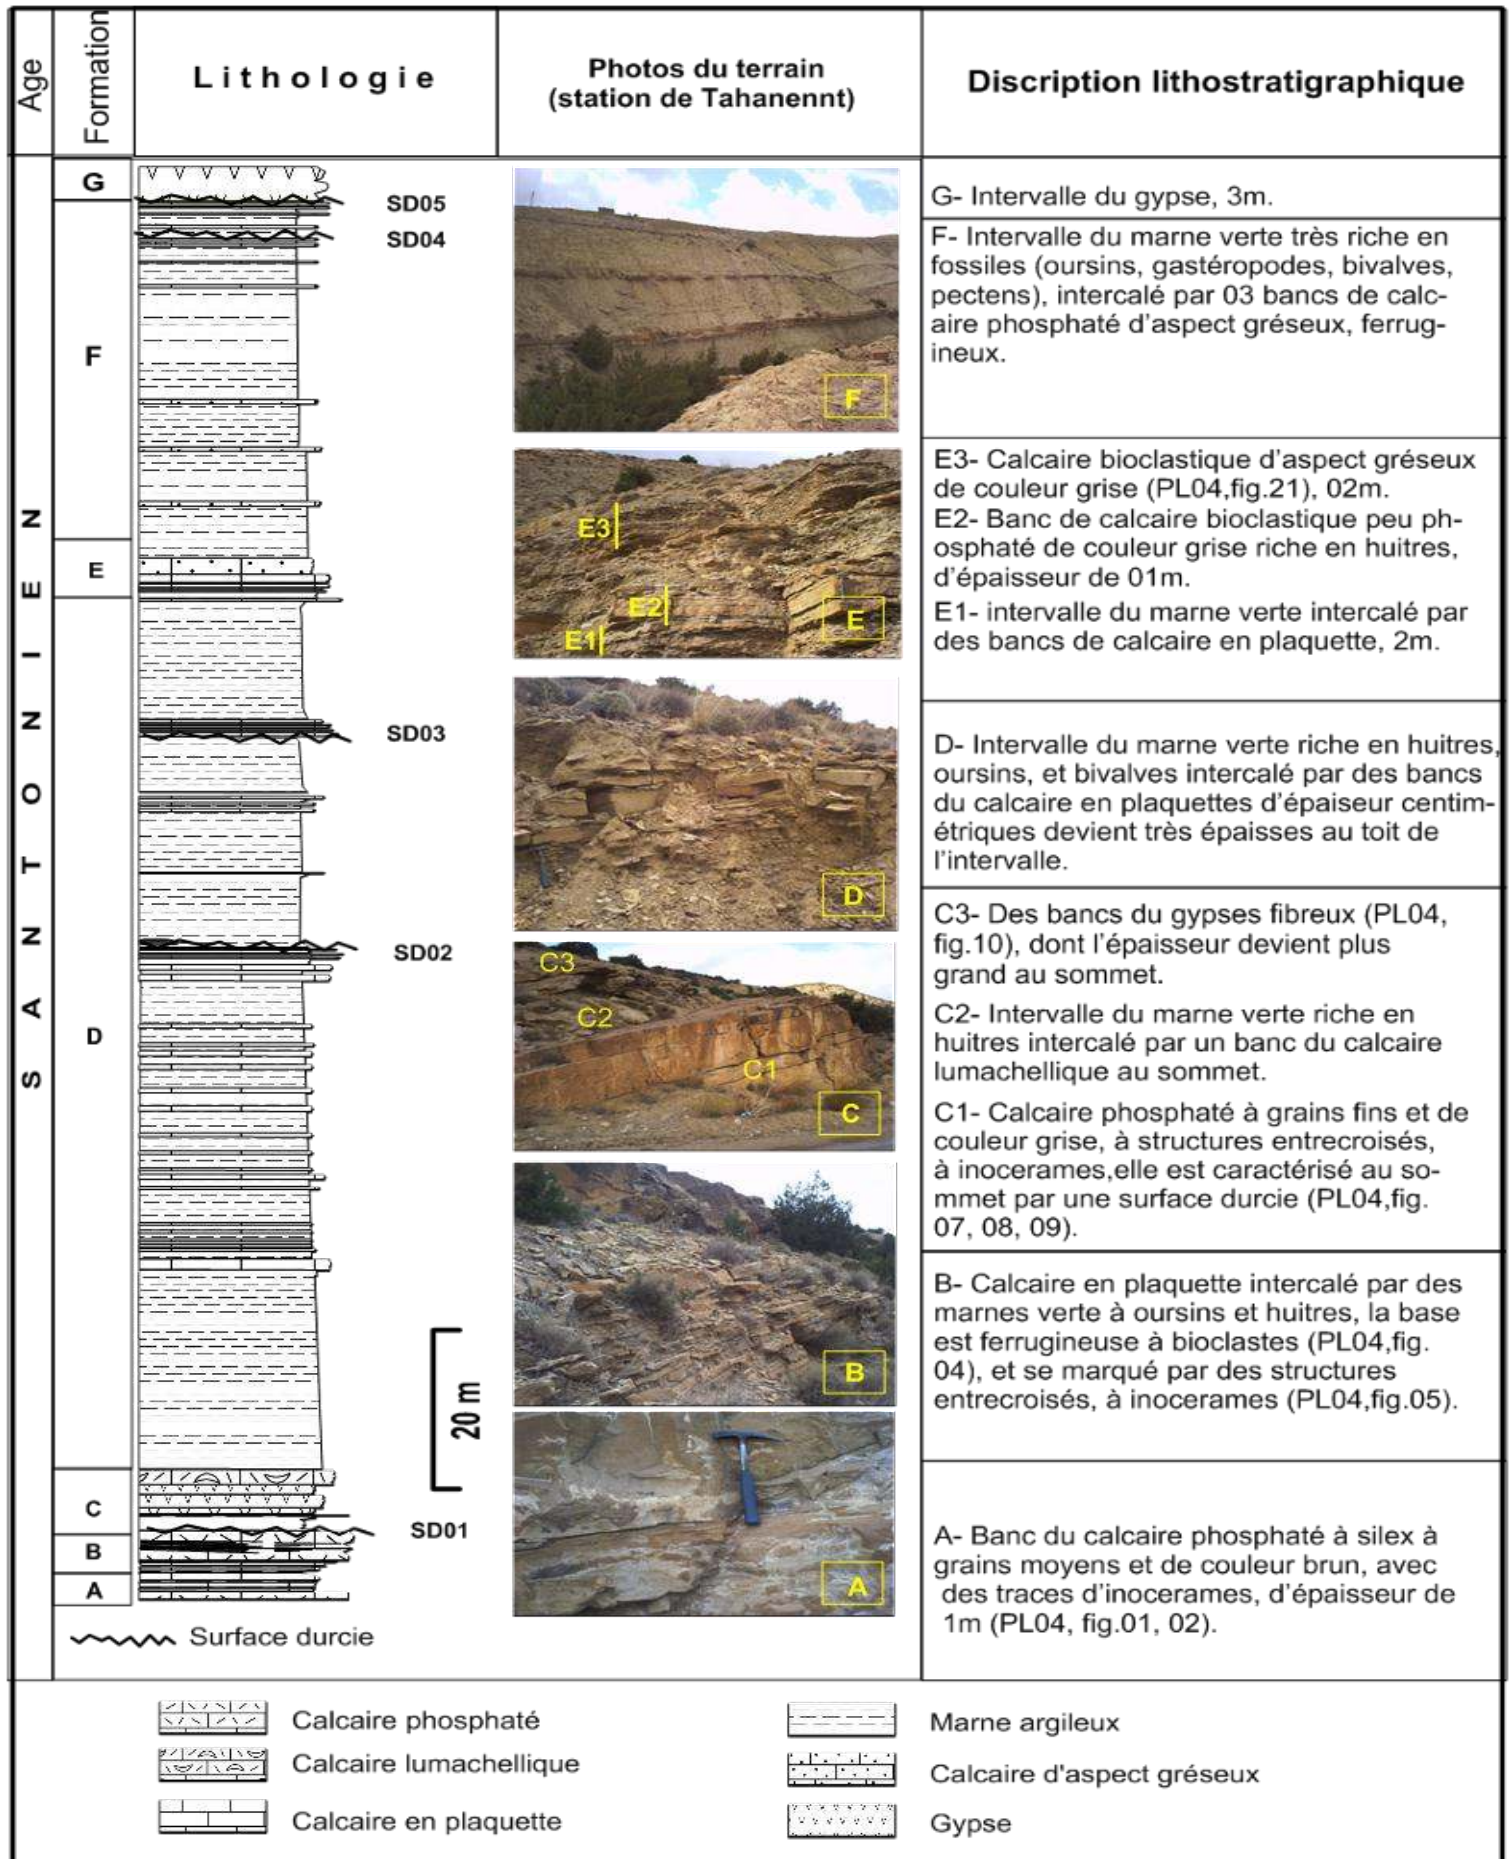 Age
Formation
Lithologie
Photos du terrain
(station de Tahanennt)
Discription lithostratigraphique
SANTONIEN
G
F
E
D
C
B
A
SD05
SD04
SD03
SD02
SD01
20 m
Surface durcie
F
E3
E2
E1
E
D
C3
C2
C1
C
B
A
G- Intervalle du gypse, 3m.
F- Intervalle du marne verte très riche en
fossiles (oursins, gastéropodes, bivalves,
pectens), intercalé par 03 bancs de calc-
aire phosphaté d'aspect gréseux, ferrug-
ineux.
E3- Calcaire bioclastique d'aspect gréseux
de couleur grise (PL04,fig.21), 02m.
E2- Banc de calcaire bioclastique peu ph-
osphaté de couleur grise riche en huitres,
d'épaisseur de 01m.
E1- intervalle du marne verte intercalé par
des bancs de calcaire en plaquette, 2m.
D- Intervalle du marne verte riche en huitres,
oursins, et bivalves intercalé par des bancs
du calcaire en plaquettes d'épaiseur centim-
étriques devient très épaisses au toit de
l'intervalle.
C3- Des bancs du gypses fibreux (PL04,
fig.10), dont l'épaisseur devient plus
grand au sommet.
C2- Intervalle du marne verte riche en
huitres intercalé par un banc du calcaire
lumachellique au sommet.
C1- Calcaire phosphaté à grains fins et de
couleur grise, à structures entrecroisés,
à inocerames,elle est caractérisé au so-
mmet par une surface durcie (PL04,fig.
07, 08, 09).
B- Calcaire en plaquette intercalé par des
marnes verte à oursins et huitres, la base
est ferrugineuse à bioclastes (PL04,fig.
04), et se marqué par des structures
entrecroisés, à inocerames (PL04,fig.05).
A- Banc du calcaire phosphaté à silex à
grains moyens et de couleur brun, avec
des traces d'inocerames, d'épaisseur de
1m (PL04, fig.01, 02).
Calcaire phosphaté
Calcaire lumachellique
Calcaire en plaquette
Marne argileux
Calcaire d'aspect gréseux
Gypse